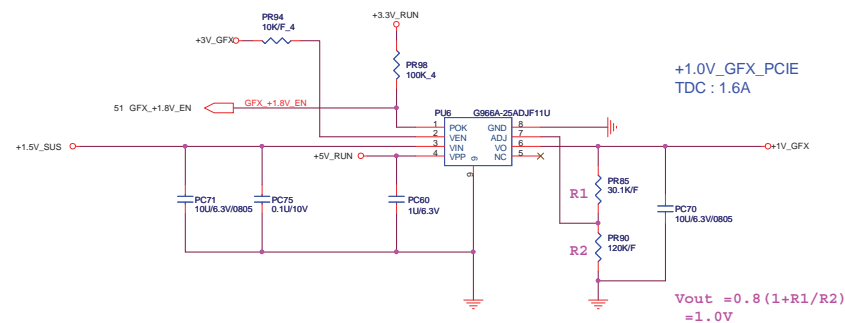 PR94
10K/F_4
+3V_GFX
+3.3V_RUN
PR98
100K_4
+1.0V_GFX_PCIE
TDC : 1.6A
51 GFX_+1.8V_EN
GFX_+1.8V_EN
PU6
G966A-25ADJF11U
1 POK GND 8
2 VEN ADJ 7
3 VIN VO 6
4 VPP NC 5
9
9
+1.5V_SUS
+5V_RUN
+1V_GFX
PC71
10U/6.3V/0805
PC75
0.1U/10V
PC60
1U/6.3V
R1
PR85
30.1K/F
PC70
10U/6.3V/0805
R2
PR90
120K/F
Vout =0.8(1+R1/R2)
=1.0V